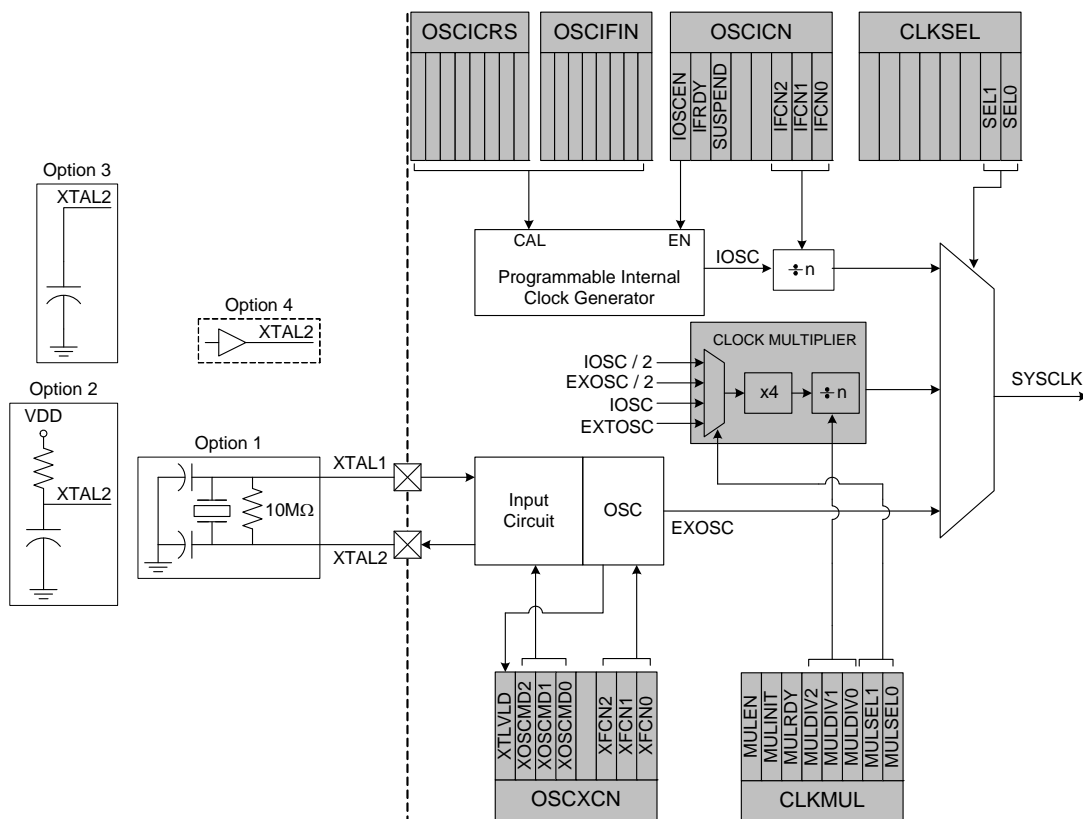 OSCICRS
OSCIFIN
OSCICN
CLKSEL
IOSCEN
IFRDY
SUSPEND
IFCN2
IFCN1
IFCN0
SEL1
SEL0
Option 3
XTAL2
Option 4
XTAL2
Option 2
VDD
XTAL2
Option 1
10MΩ
XTAL1
XTAL2
CAL
EN
Programmable Internal
Clock Generator
IOSC
÷n
CLOCK MULTIPLIER
IOSC / 2
EXOSC / 2
IOSC
EXTOSC
x4
÷n
SYSCLK
Input
Circuit
OSC
EXOSC
XTLVLD
XOSCMD2
XOSCMD1
XOSCMD0
XFCN2
XFCN1
XFCN0
OSCXCN
MULEN
MULINIT
MULRDY
MULDIV2
MULDIV1
MULDIV0
MULSEL1
MULSEL0
CLKMUL